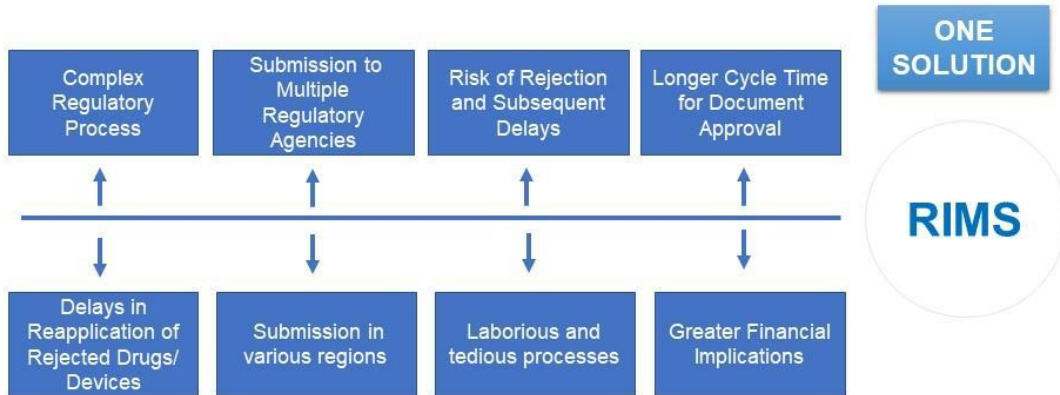 ONE
SOLUTION
Complex
Regulatory
Process
Submission to
Multiple
Regulatory
Agencies
Risk of Rejection
and Subsequent
Delays
Longer Cycle Time
for Document
Approval
RIMS
Delays in
Reapplication of
Rejected Drugs/
Devices
Submission in
various regions
Laborious and
tedious processes
Greater Financial
Implications